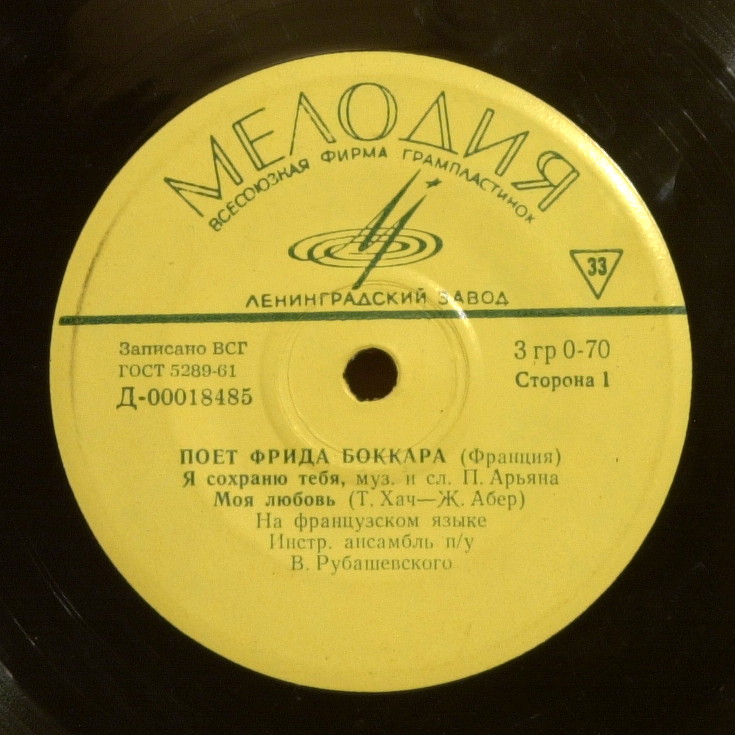 МЕЛОДИЯ
ВСЕСОЮЗНАЯ ФИРМА ГРАМПЛАСТИНОК
33
ЛЕНИНГРАДСКИЙ ЗАВОД
Записано ВСГ
ГОСТ 5289-61
Д-00018485
3 гр 0-70
Сторона 1
ПОЕТ ФРИДА БОККАРА (Франция)
Я сохраню тебя, муз. и сл. П. Арьяна
Моя любовь (Т. Хач—Ж. Абер)
На французском языке
Инстр. ансамбль п/у
В. Рубашевского